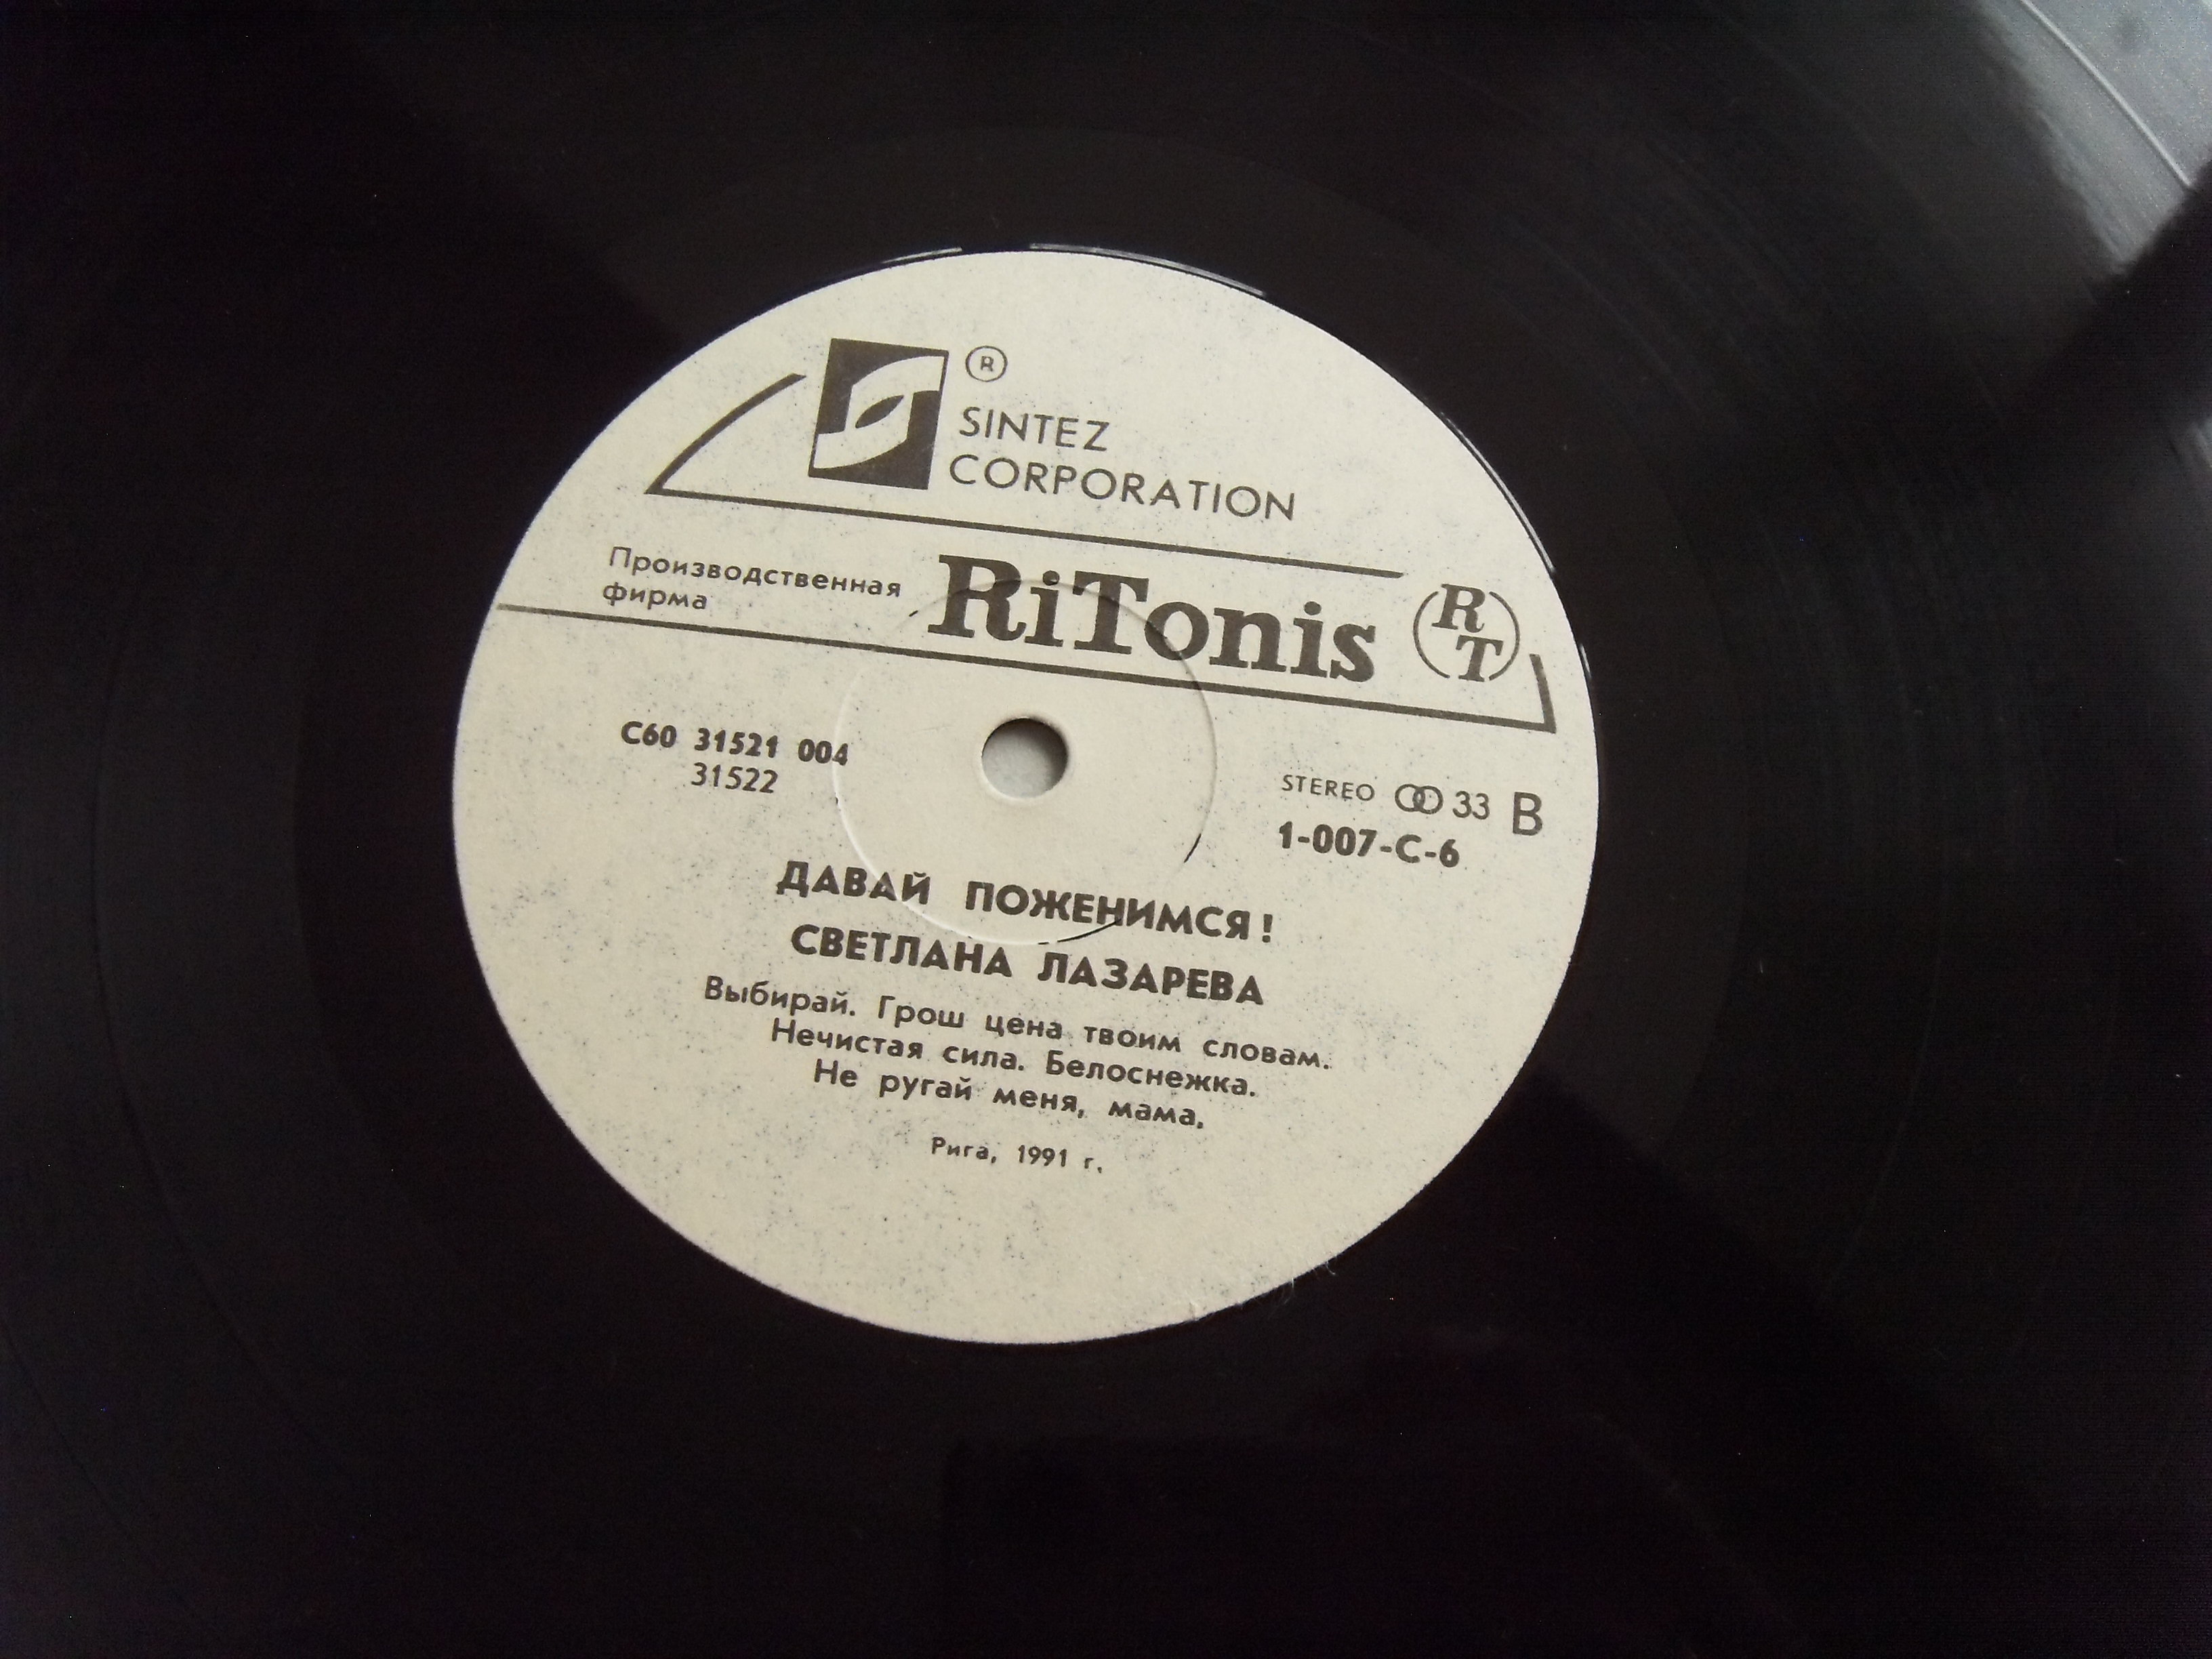 ®
SINTEZ
CORPORATION
Производственная
фирма
RiTonis
R
T
С60 31521 004
31522
STEREO 33 B
1-007-C-6
ДАВАЙ ПОЖЕНИМСЯ!
СВЕТЛАНА ЛАЗАРЕВА
Выбирай. Грош цена твоим словам.
Нечистая сила. Белоснежка.
Не ругай меня, мама.
Рига, 1991 г.